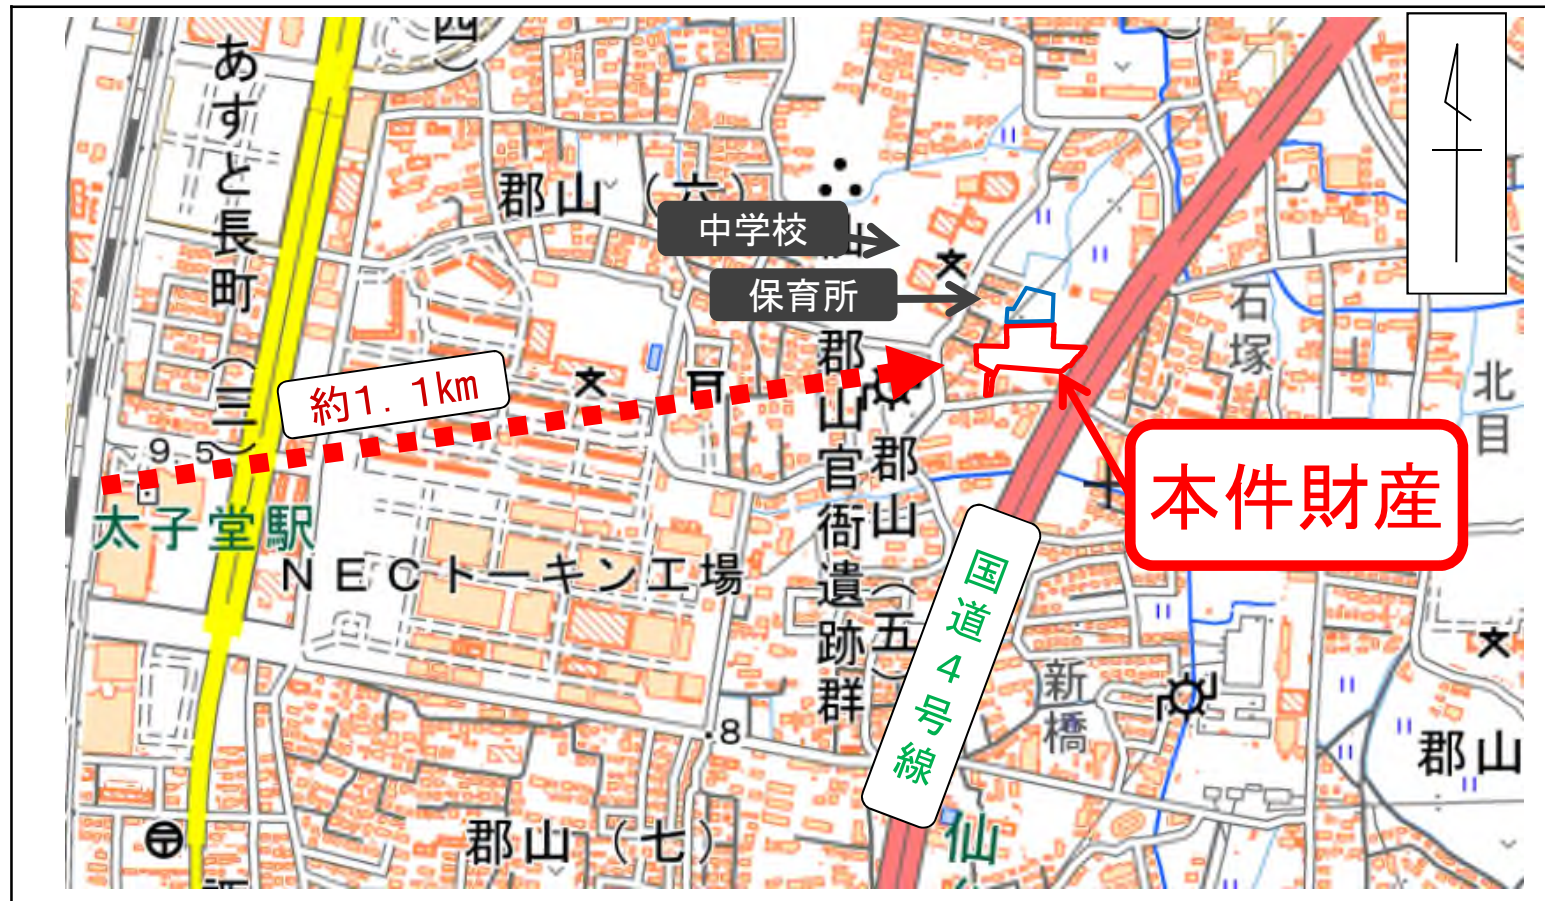 あすと長町(三)
郡山(六)
中学校
仙
保育所
約1.1km
9.5
太子堂駅
NECトーキン工場
郡山官衙遺跡群
郡山(五)
石塚
北目
本件財産
国道4号線
新橋
郡山
.8
郡山(七)
仙